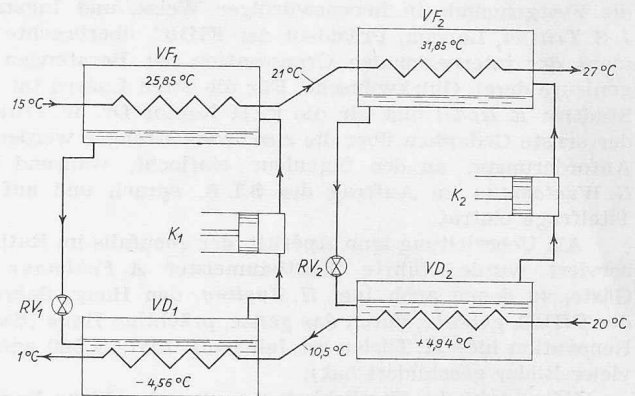 VF₁
VF₂
25,85 °C
31,85 °C
21 °C
27 °C
15 °C
K₁
K₂
RV₂
RV₁
VD₁
VD₂
20 °C
10,5 °C
+4,94 °C
1 °C
−4,56 °C